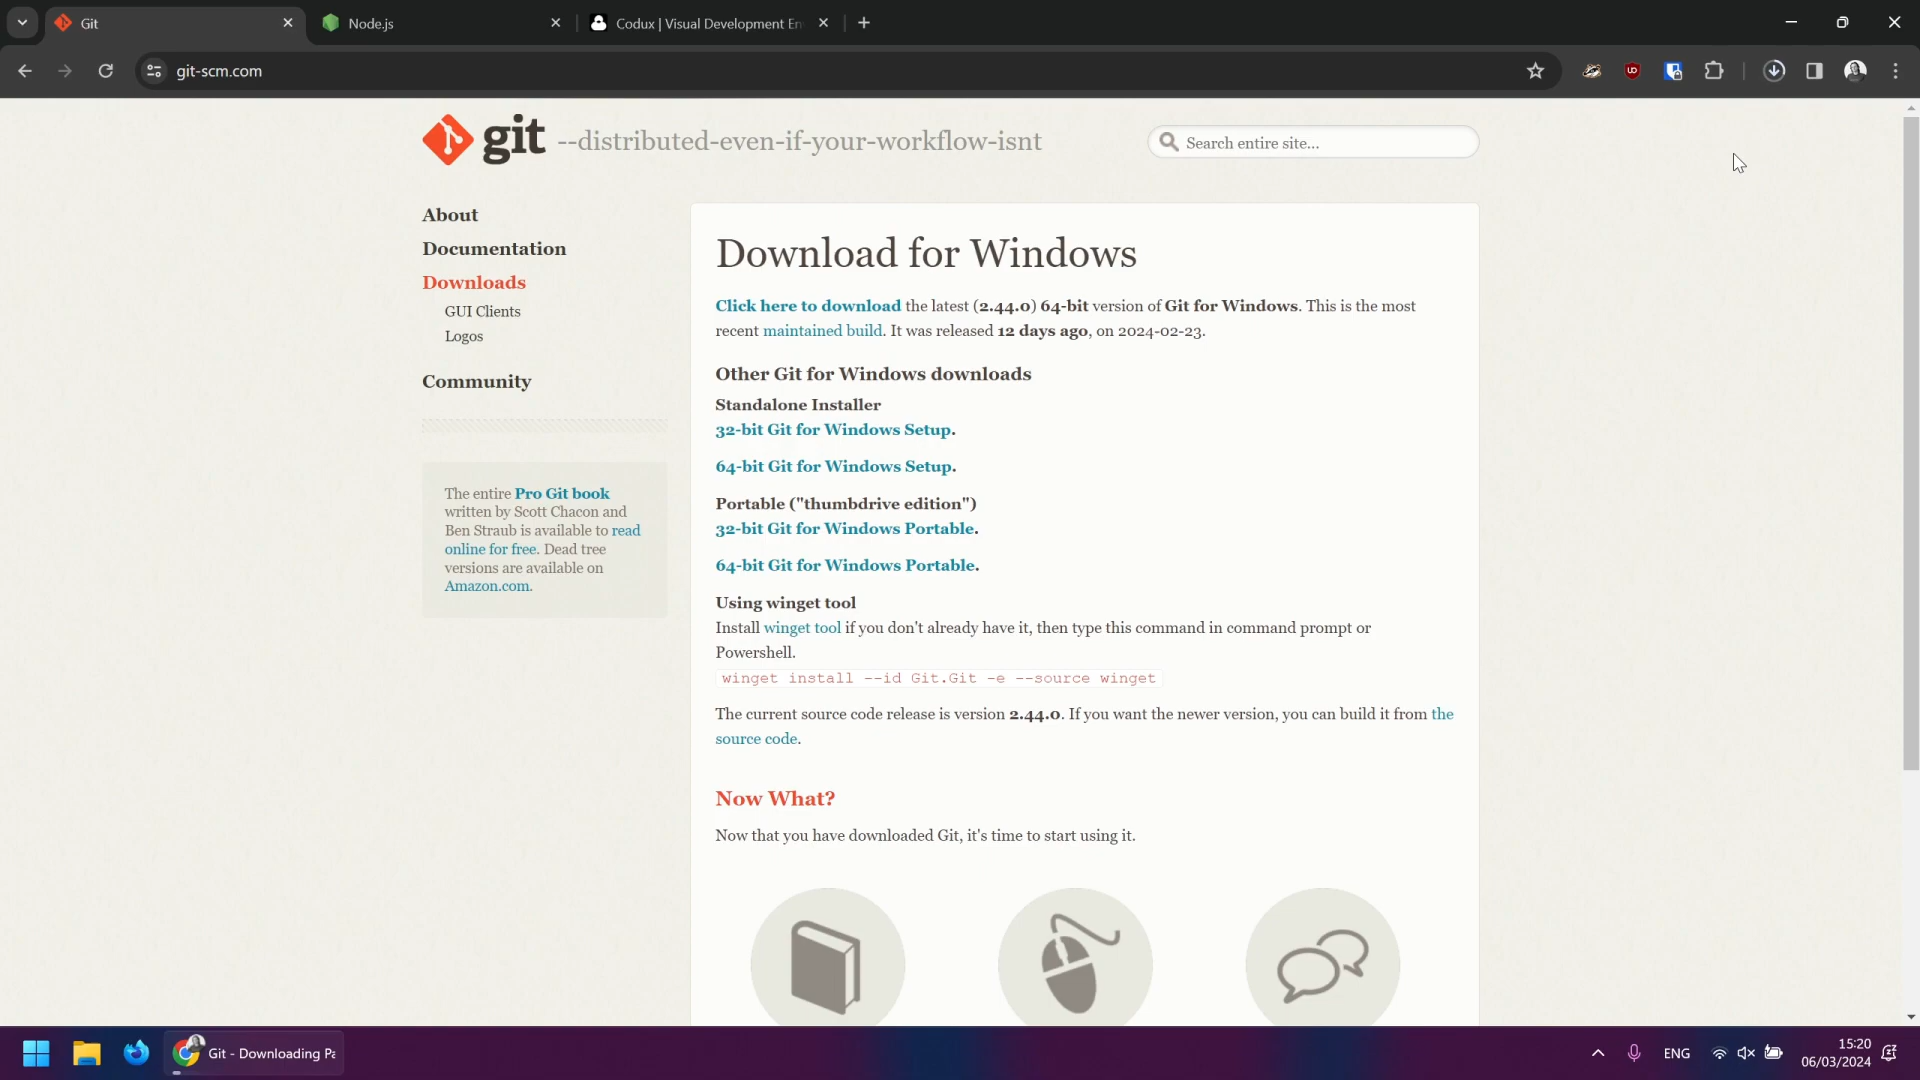 Git
Node.js
Codux | Visual Development En
git-scm.com
git --distributed-even-if-your-workflow-isnt
Search entire site...
About
Documentation
Downloads
GUI Clients
Logos
Community
The entire Pro Git book
written by Scott Chacon and
Ben Straub is available to read
online for free. Dead tree
versions are available on
Amazon.com.
Download for Windows
Click here to download the latest (2.44.0) 64-bit version of Git for Windows. This is the most
recent maintained build. It was released 12 days ago, on 2024-02-23.
Other Git for Windows downloads
Standalone Installer
32-bit Git for Windows Setup.
64-bit Git for Windows Setup.
Portable ("thumbdrive edition")
32-bit Git for Windows Portable.
64-bit Git for Windows Portable.
Using winget tool
Install winget tool if you don't already have it, then type this command in command prompt or
Powershell.
winget install --id Git.Git -e --source winget
The current source code release is version 2.44.0. If you want the newer version, you can build it from the
source code.
Now What?
Now that you have downloaded Git, it's time to start using it.
Git - Downloading Pa
ENG
15:20
06/03/2024